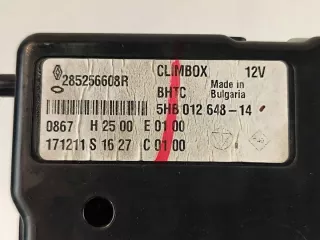 285256608R CLIMBOX 12V
BHTC Made in Bulgaria
5HB 012 648-14
0867 H 25 00 E 01 00
171211 S 16 27 C 01 00